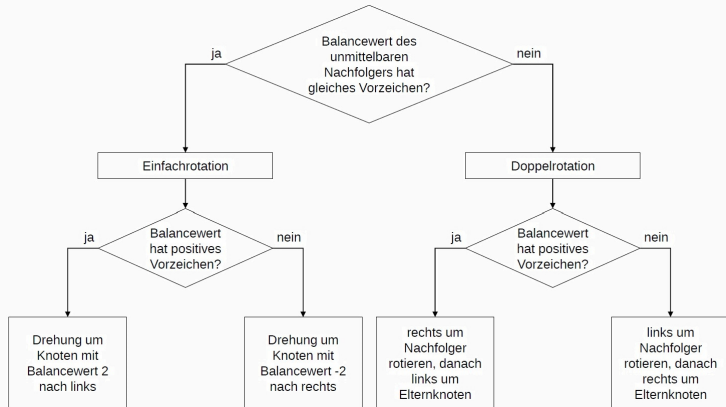 Balancewert des
unmittelbaren
Nachfolgers hat
gleiches Vorzeichen?
ja
nein
Einfachrotation
Doppelrotation
Balancewert
hat positives
Vorzeichen?
ja
nein
Balancewert
hat positives
Vorzeichen?
ja
nein
Drehung um
Knoten mit
Balancewert 2
nach links
Drehung um
Knoten mit
Balancewert -2
nach rechts
rechts um
Nachfolger
rotieren, danach
links um
Elternknoten
links um
Nachfolger
rotieren, danach
rechts um
Elternknoten